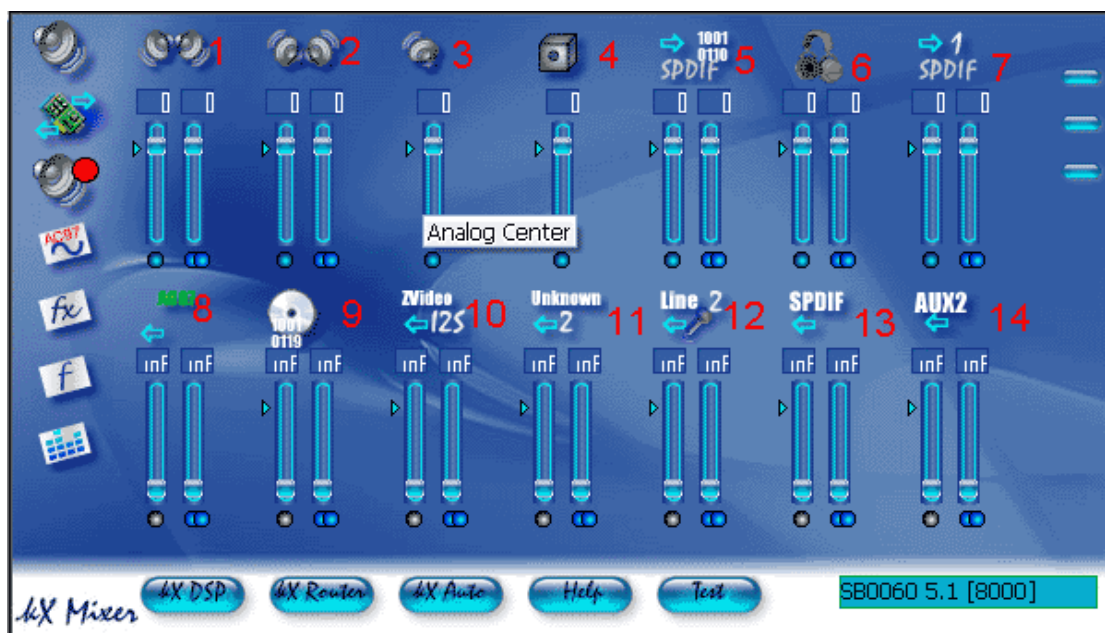 1 2 3 4 1001 0110 SPDIF 5 6 1 SPDIF 7
0 0 0 0 0 0 0 0 0 0 0 0
Analog Center
AC97
fx
f
AC97 8 1001 0119 9 ZVideo I2S 10 Unknown 2 11 Line 2 12 SPDIF 13 AUX2 14
inF inF inF inF inF inF inF inF inF inF inF inF inF inF
kX Mixer kX DSP kX Router kX Auto Help Test SB0060 5.1 [8000]